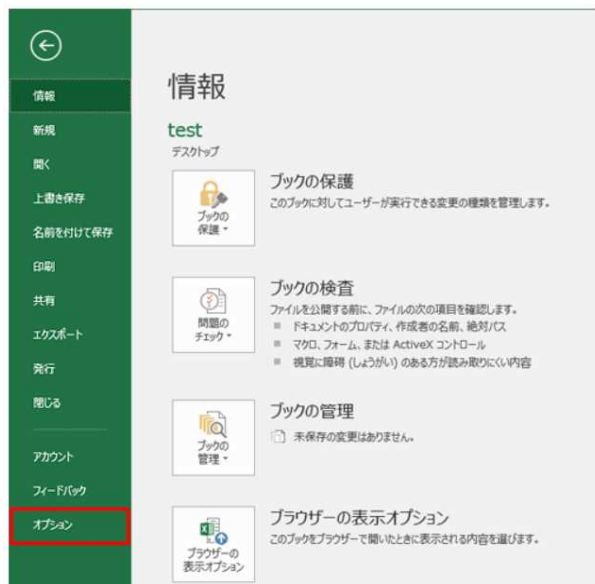 情報
新規
開く
上書き保存
名前を付けて保存
印刷
共有
エクスポート
発行
閉じる
アカウント
フィードバック
オプション
情報
test
デスクトップ
ブックの
保護
ブックの保護
このブックに対してユーザーが実行できる変更の種類を管理します。
問題の
チェック
ブックの検査
ファイルを公開する前に、ファイルの次の項目を確認します。
ドキュメントのプロパティ、作成者の名前、絶対パス
マクロ、フォーム、または ActiveX コントロール
視覚に障碍 (しょうがい) のある方が読み取りにくい内容
ブックの
管理
ブックの管理
未保存の変更はありません。
ブラウザーの
表示オプション
ブラウザーの表示オプション
このブックをブラウザーで開いたときに表示される内容を選びます。